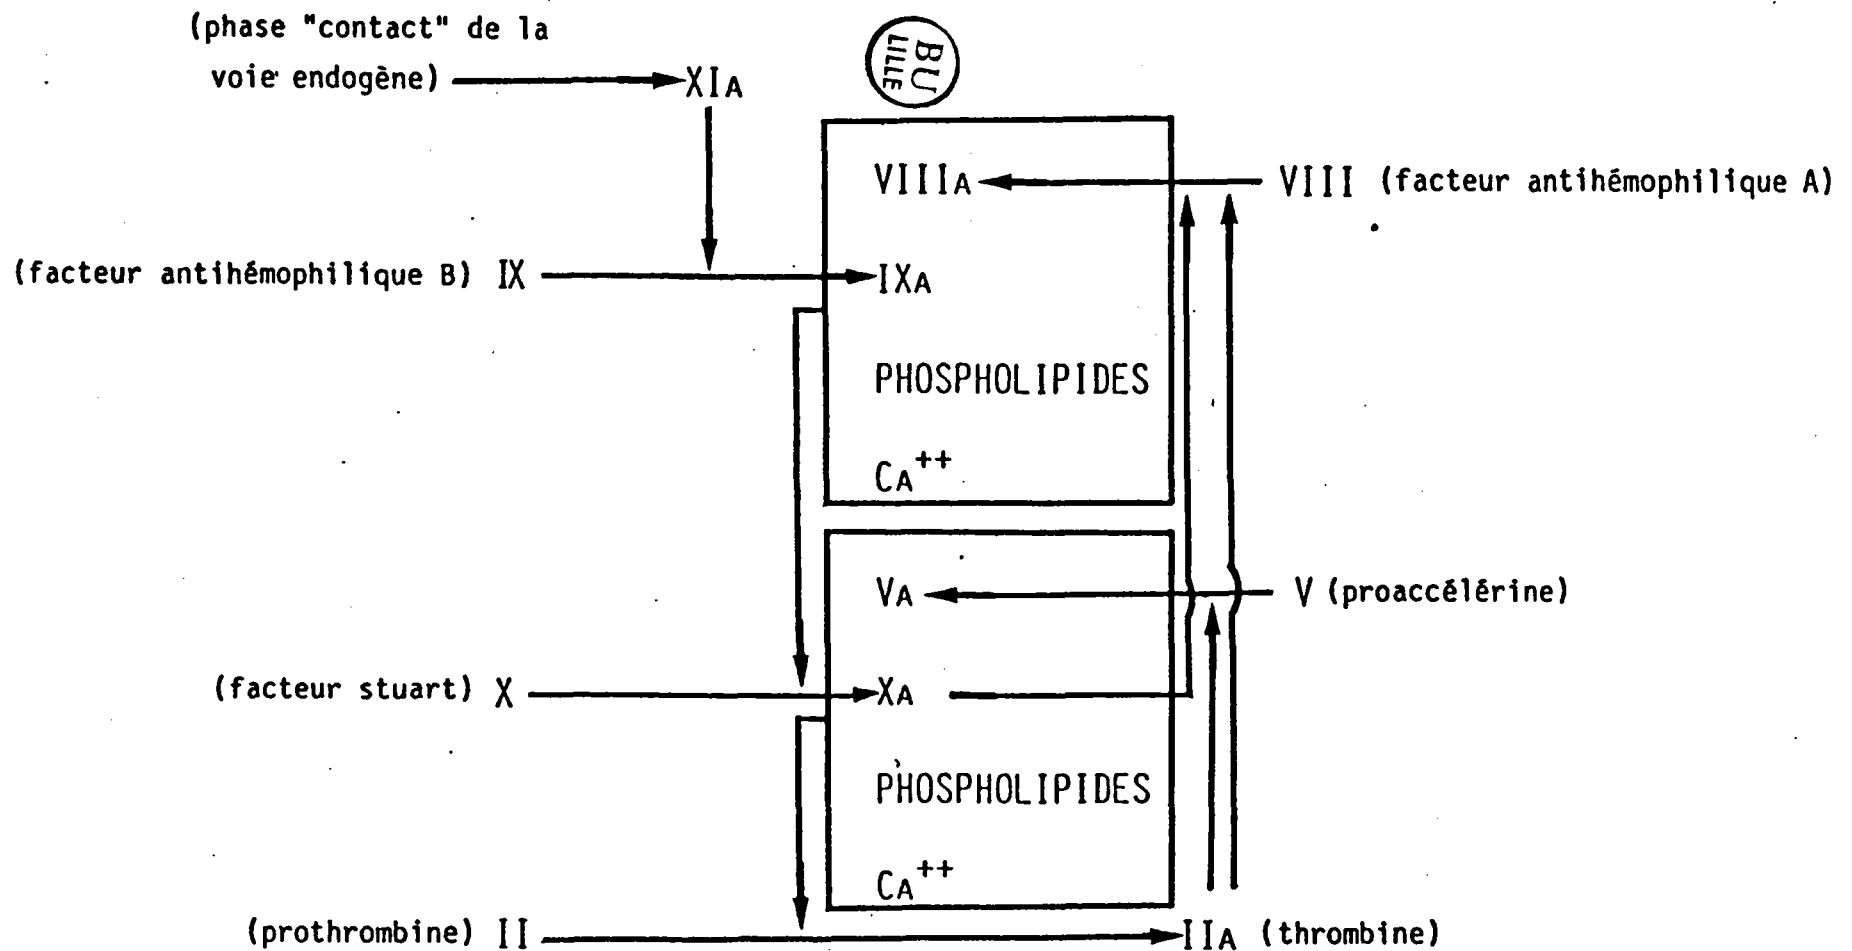 (phase "contact" de la
voie endogène) XIA
BU
LILLE
VIIIA VIII (facteur antihémophilique A)
(facteur antihémophilique B) IX IXA
PHOSPHOLIPIDES
CA++
VA V (proaccélérine)
(facteur stuart) X XA
PHOSPHOLIPIDES
CA++
(prothrombine) II IIA (thrombine)